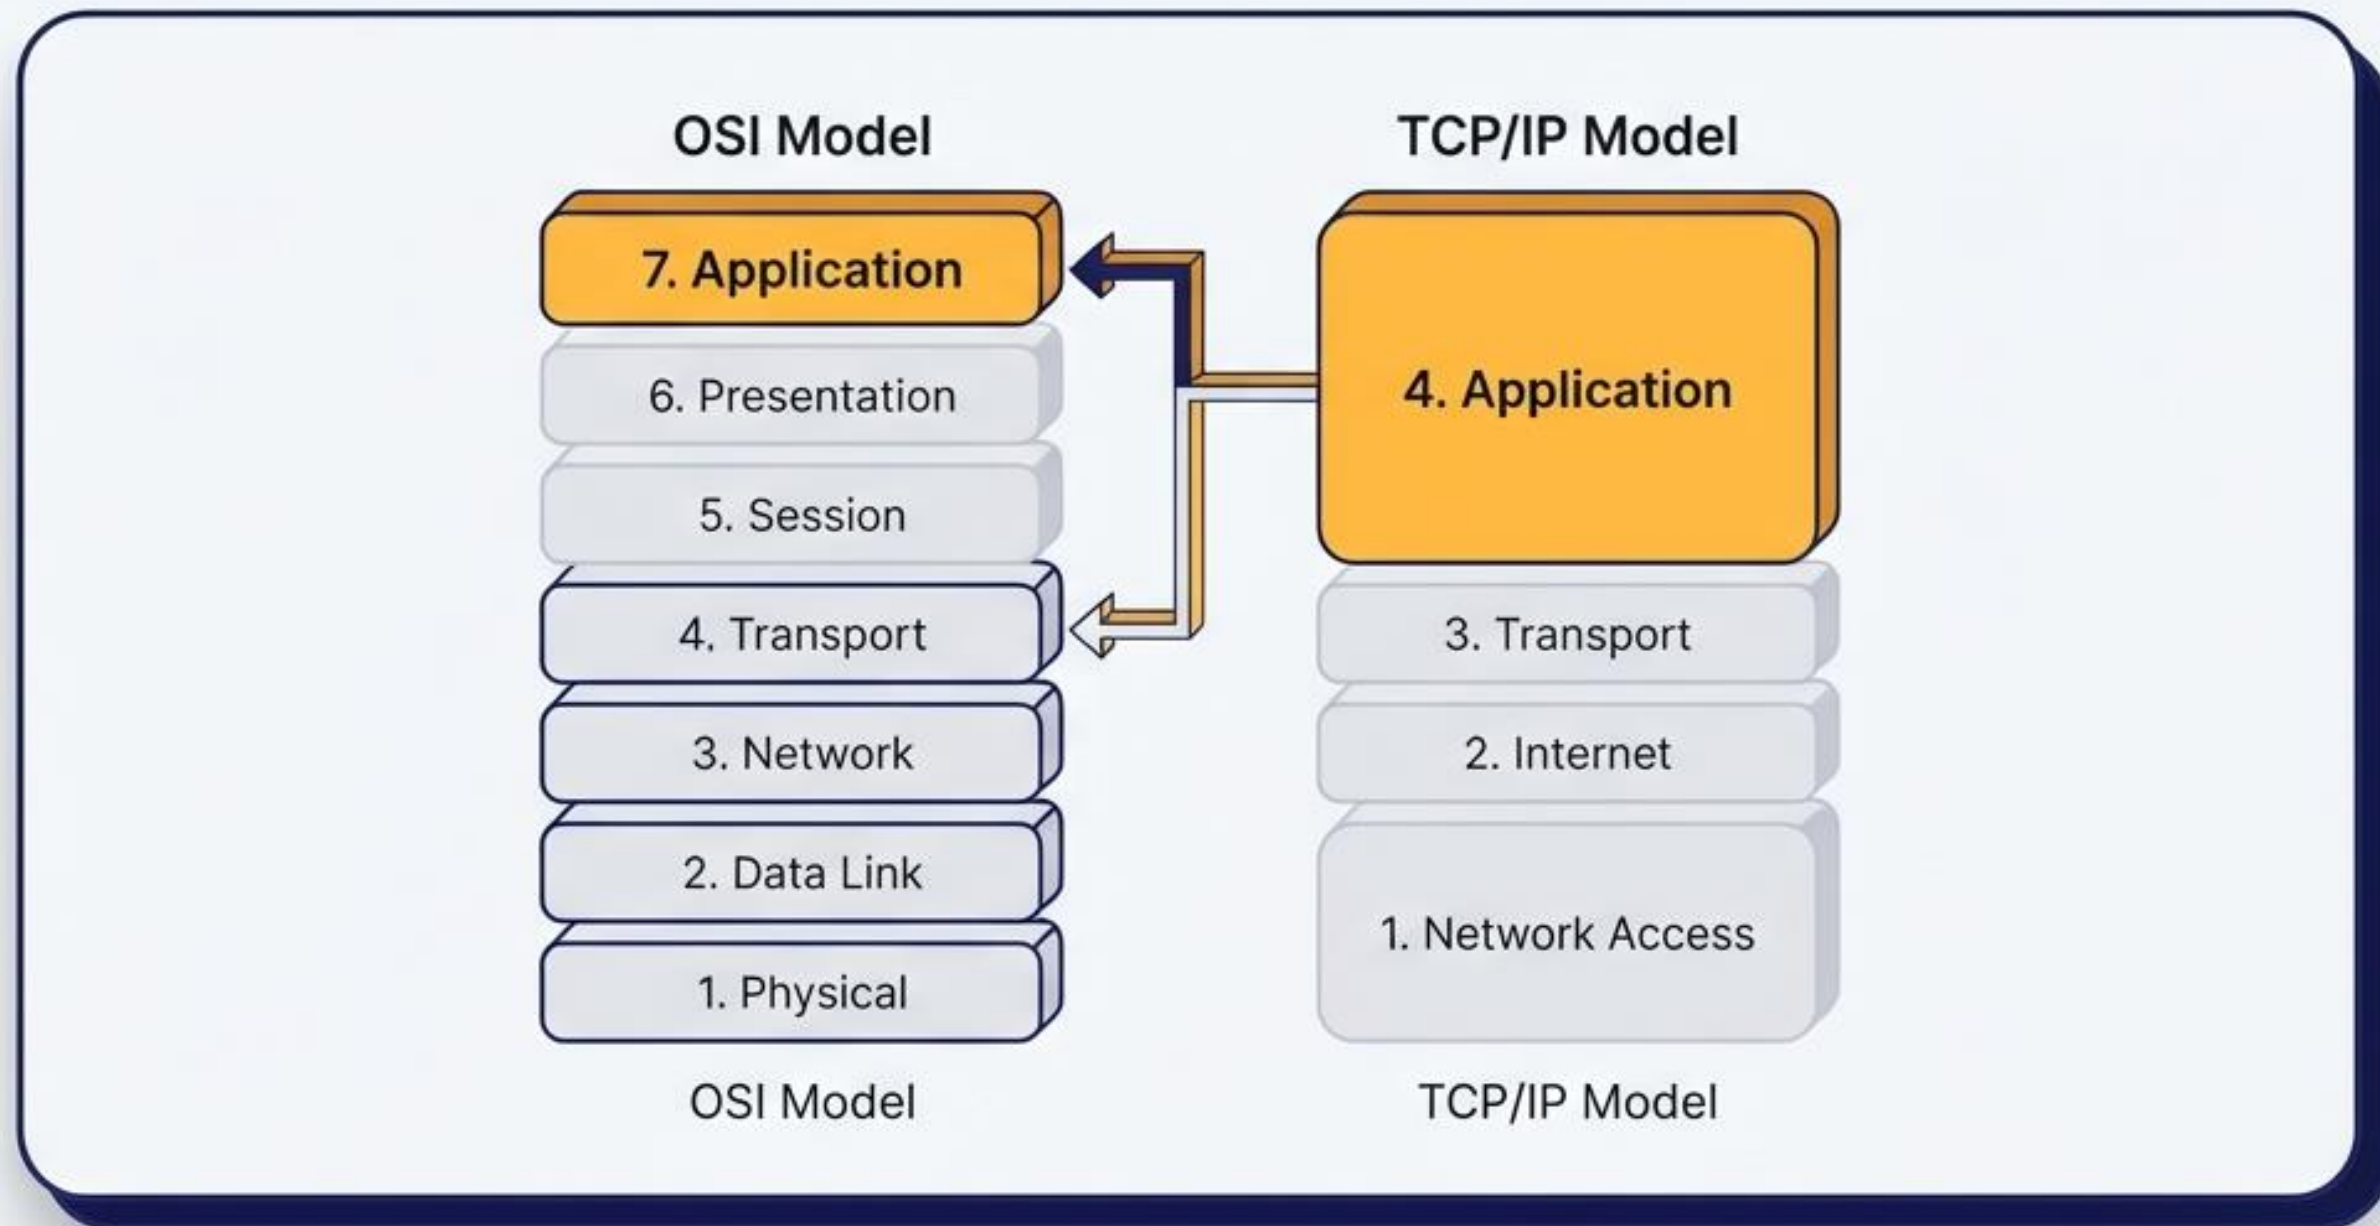 OSI Model
7. Application
6. Presentation
5. Session
4. Transport
3. Network
2. Data Link
1. Physical
OSI Model
TCP/IP Model
4. Application
3. Transport
2. Internet
1. Network Access
TCP/IP Model